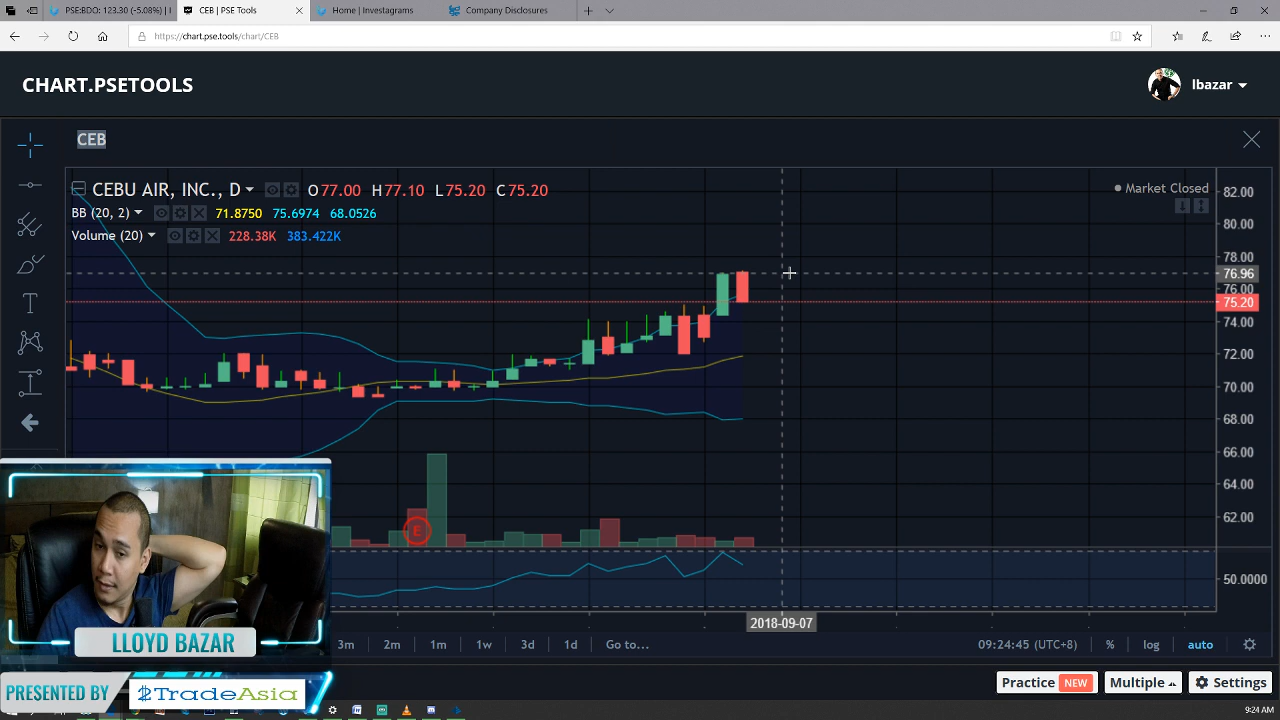 PSE:BDO: 123.30 (-5.08%) | I
CEB | PSE Tools
Home | Investagrams
Company Disclosures
https://chart.pse.tools/chart/CEB
CHART.PSETOOLS
lbazar
CEB
CEBU AIR, INC., D
O77.00 H77.10 L75.20 C75.20
Market Closed
BB (20, 2)
71.8750 75.6974 68.0526
Volume (20)
228.38K 383.422K
82.00
80.00
78.00
76.96
76.00
75.20
74.00
72.00
70.00
68.00
66.00
64.00
62.00
50.0000
E
2018-09-07
3m 2m 1m 1w 3d 1d Go to...
09:24:45 (UTC+8) % log auto
LLOYD BAZAR
PRESENTED BY
$TradeAsia
Practice NEW
Multiple
Settings
9:24 AM